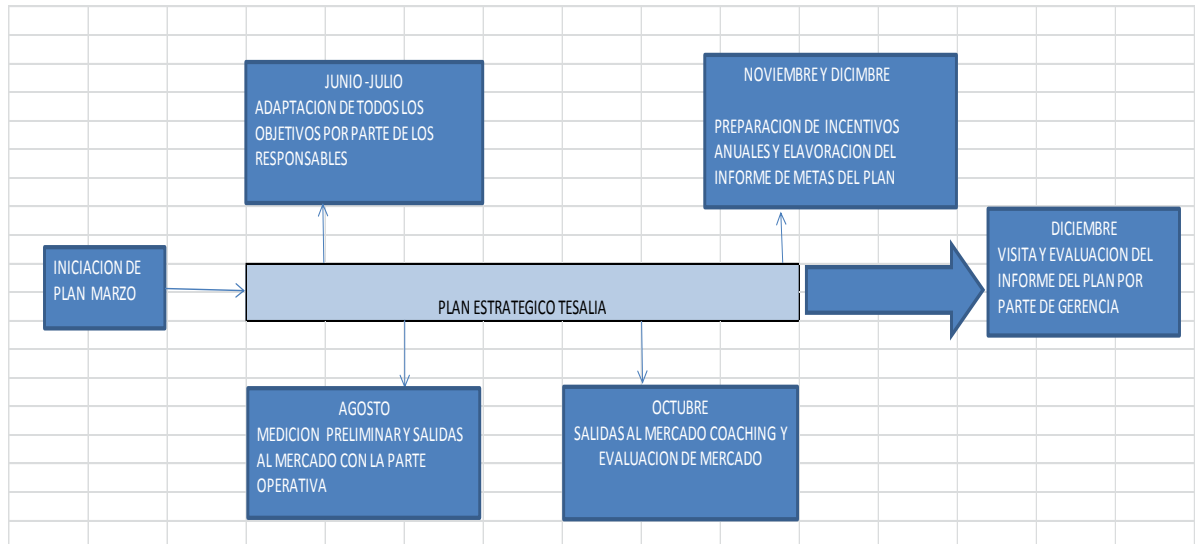 JUNIO -JULIO
ADAPTACION DE TODOS LOS
OBJETIVOS POR PARTE DE LOS
RESPONSABLES
NOVIEMBRE Y DICIMBRE
PREPARACION DE INCENTIVOS
ANUALES Y ELAVORACION DEL
INFORME DE METAS DEL PLAN
INICIACION DE
PLAN MARZO
PLAN ESTRATEGICO TESALIA
DICIEMBRE
VISITA Y EVALUACION DEL
INFORME DEL PLAN POR
PARTE DE GERENCIA
AGOSTO
MEDICION PRELIMINAR Y SALIDAS
AL MERCADO CON LA PARTE
OPERATIVA
OCTUBRE
SALIDAS AL MERCADO COACHING Y
EVALUACION DE MERCADO